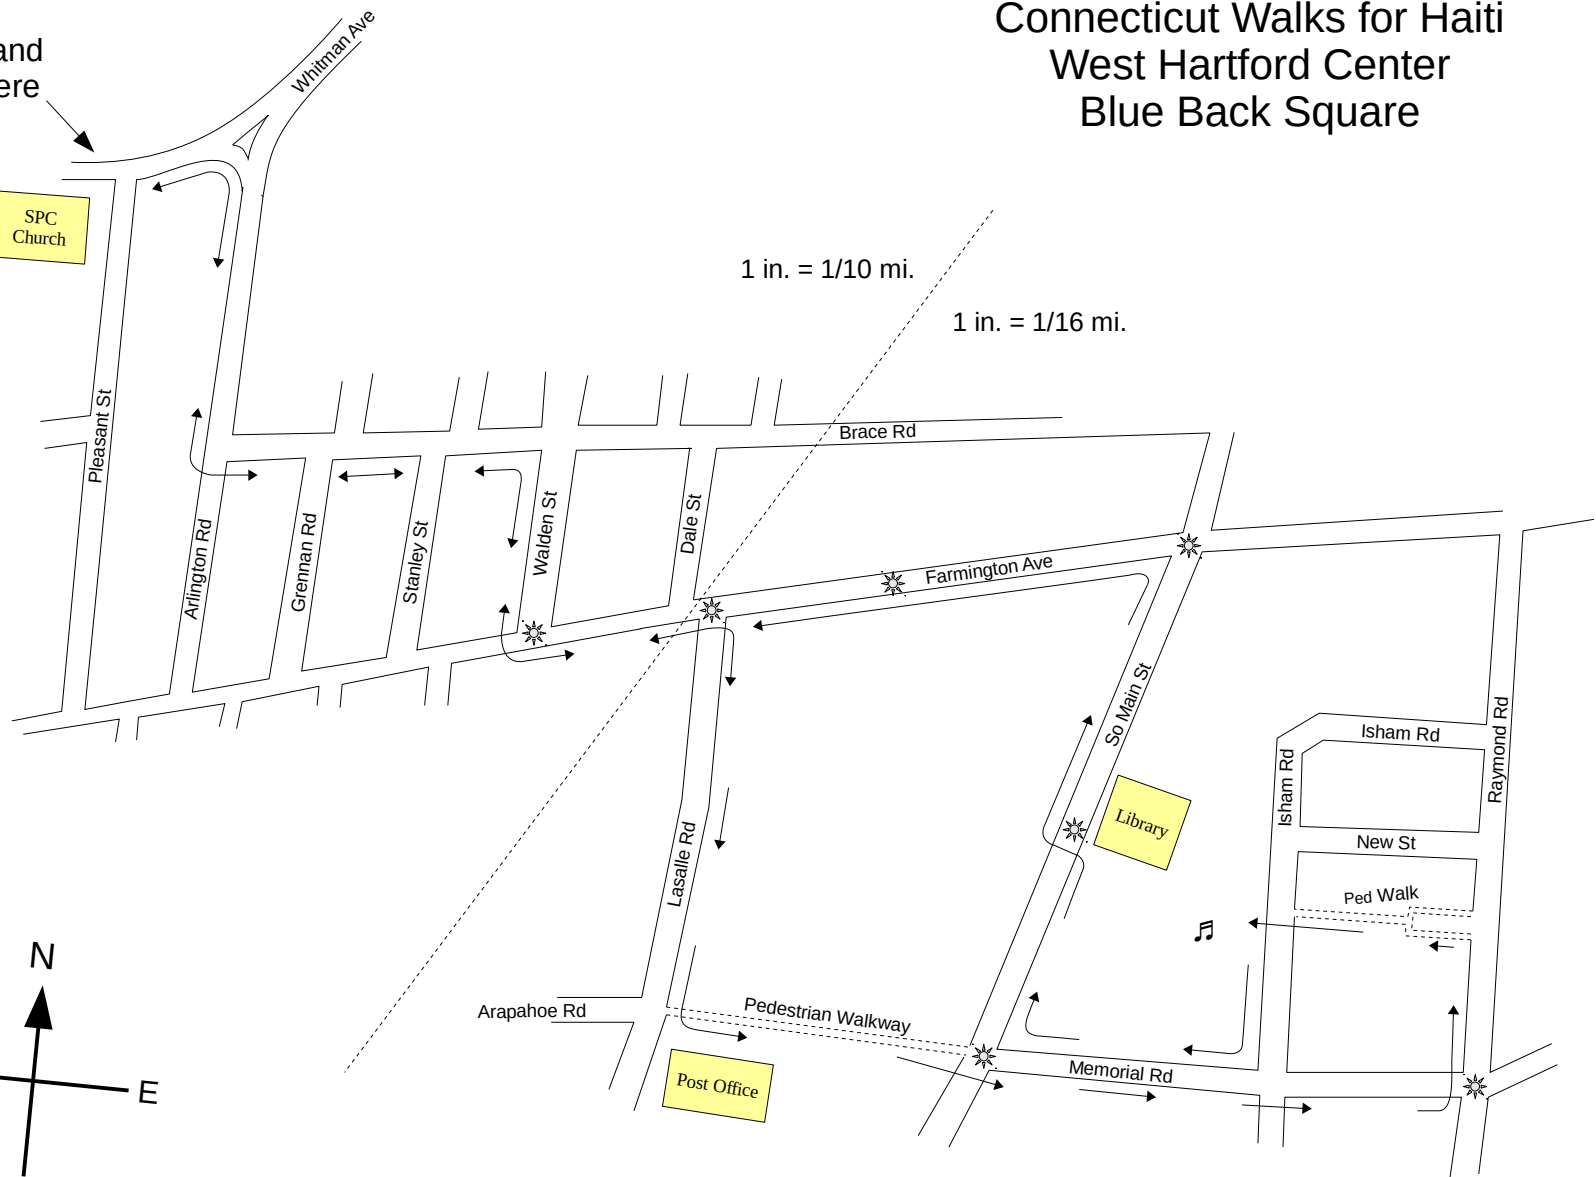 Connecticut Walks for Haiti
West Hartford Center
Blue Back Square
and
ere
Whitman Ave
SPC
Church
1 in. = 1/10 mi.
1 in. = 1/16 mi.
Pleasant St
Brace Rd
Arlington Rd
Grennan Rd
Stanley St
Walden St
Dale St
Farmington Ave
So Main St
Isham Rd
Isham Rd
Raymond Rd
Library
New St
Ped Walk
Lasalle Rd
N
E
Arapahoe Rd
Pedestrian Walkway
Post Office
Memorial Rd